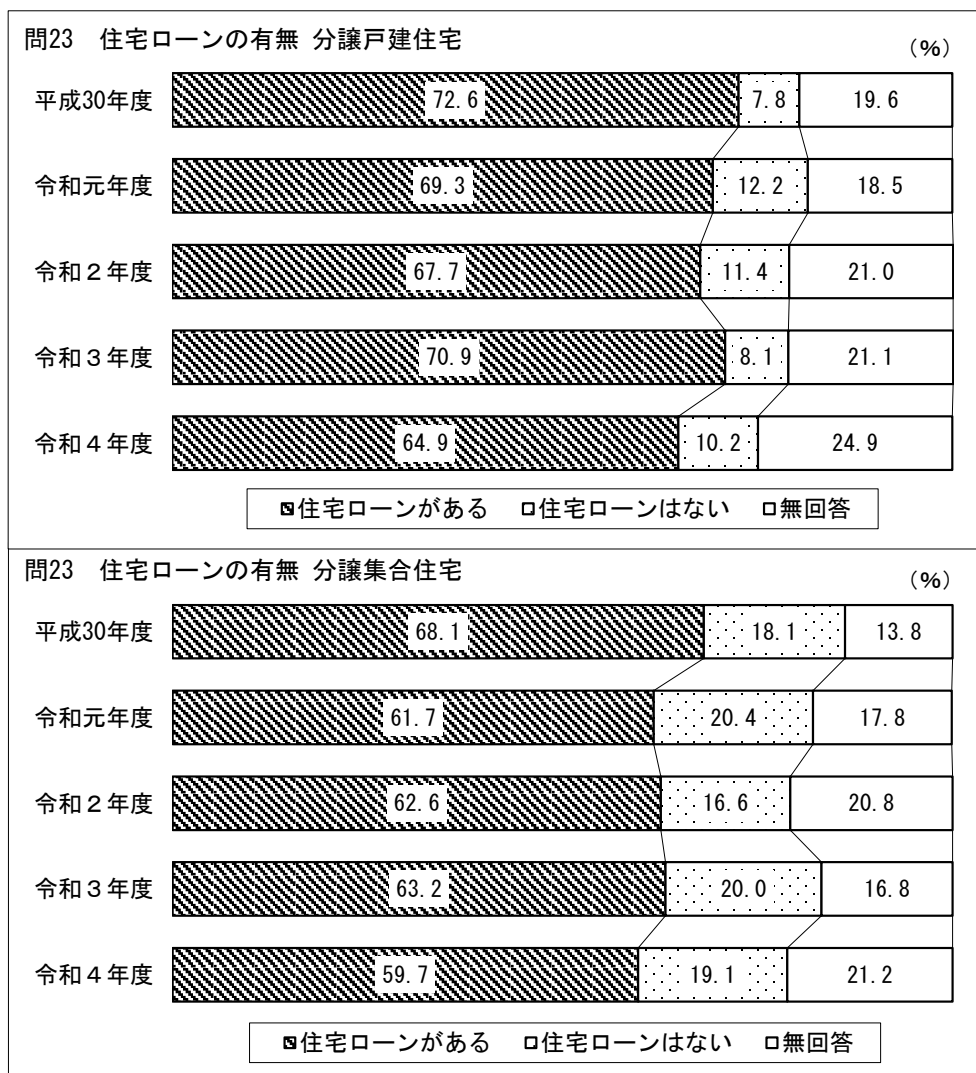 問23　住宅ローンの有無 分譲戸建住宅
（%）
平成30年度 72.6 7.8 19.6
令和元年度 69.3 12.2 18.5
令和２年度 67.7 11.4 21.0
令和３年度 70.9 8.1 21.1
令和４年度 64.9 10.2 24.9
住宅ローンがある 住宅ローンはない 無回答
問23　住宅ローンの有無 分譲集合住宅
（%）
平成30年度 68.1 18.1 13.8
令和元年度 61.7 20.4 17.8
令和２年度 62.6 16.6 20.8
令和３年度 63.2 20.0 16.8
令和４年度 59.7 19.1 21.2
住宅ローンがある 住宅ローンはない 無回答